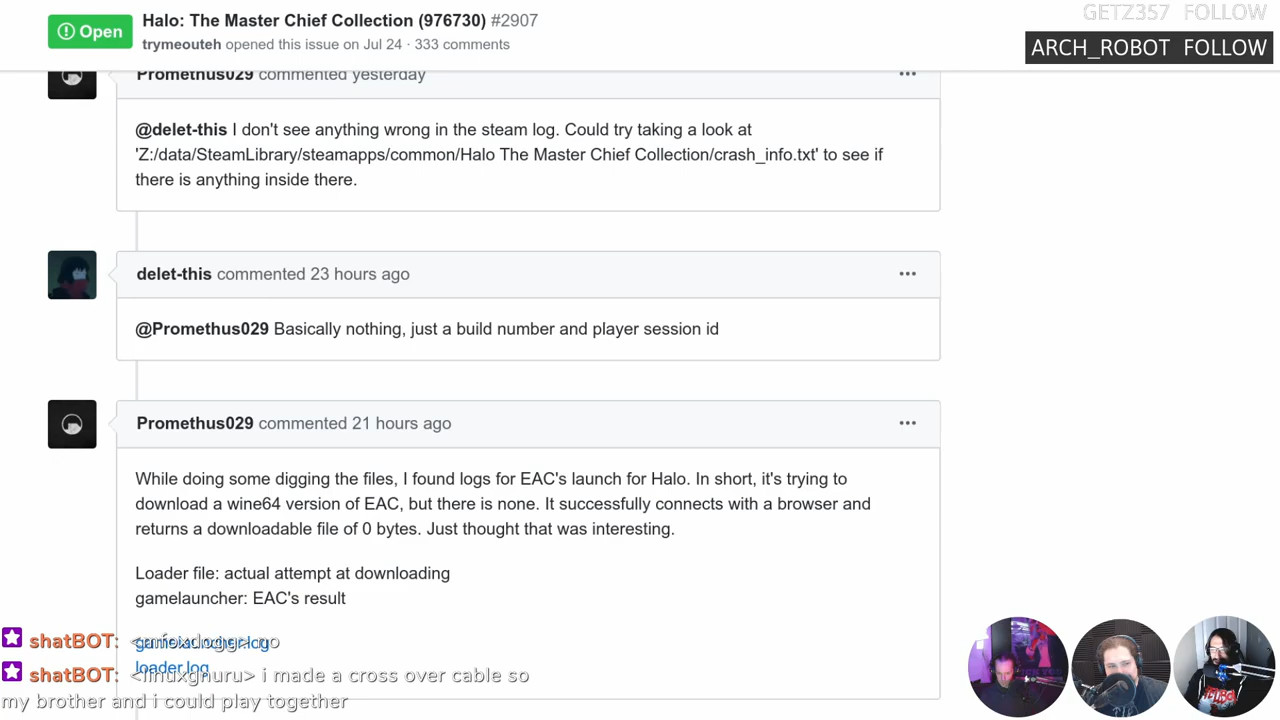 Open
Halo: The Master Chief Collection (976730) #2907
trymeouteh opened this issue on Jul 24 · 333 comments
GETZ357 FOLLOW
ARCH_ROBOT FOLLOW
Promethus029 commented yesterday
@delet-this I don't see anything wrong in the steam log. Could try taking a look at
'Z:/data/SteamLibrary/steamapps/common/Halo The Master Chief Collection/crash_info.txt' to see if
there is anything inside there.
delet-this commented 23 hours ago
@Promethus029 Basically nothing, just a build number and player session id
Promethus029 commented 21 hours ago
While doing some digging the files, I found logs for EAC's launch for Halo. In short, it's trying to
download a wine64 version of EAC, but there is none. It successfully connects with a browser and
returns a downloadable file of 0 bytes. Just thought that was interesting.
Loader file: actual attempt at downloading
gamelauncher: EAC's result
gamelauncher.log
loader.log
shatBOT: no
shatBOT: <linuxgnuru> i made a cross over cable so
my brother and i could play together